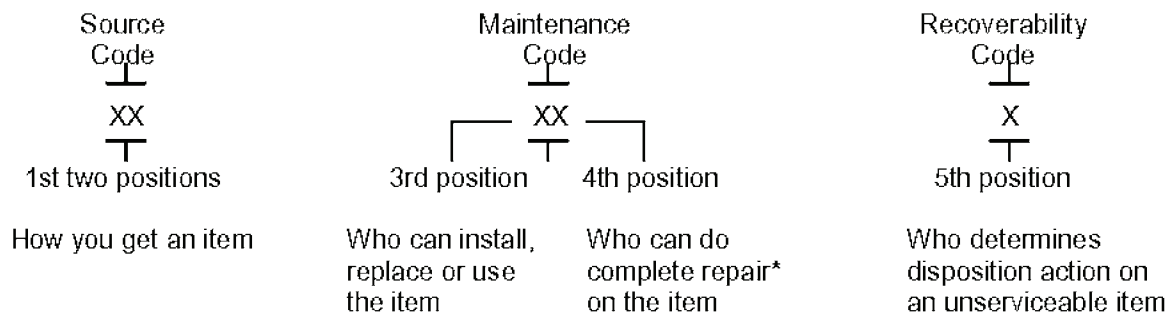 Source
Code
Maintenance
Code
Recoverability
Code
XX
XX
X
1st two positions
3rd position
4th position
5th position
How you get an item
Who can install,
replace or use
the item
Who can do
complete repair*
on the item
Who determines
disposition action on
an unserviceable item